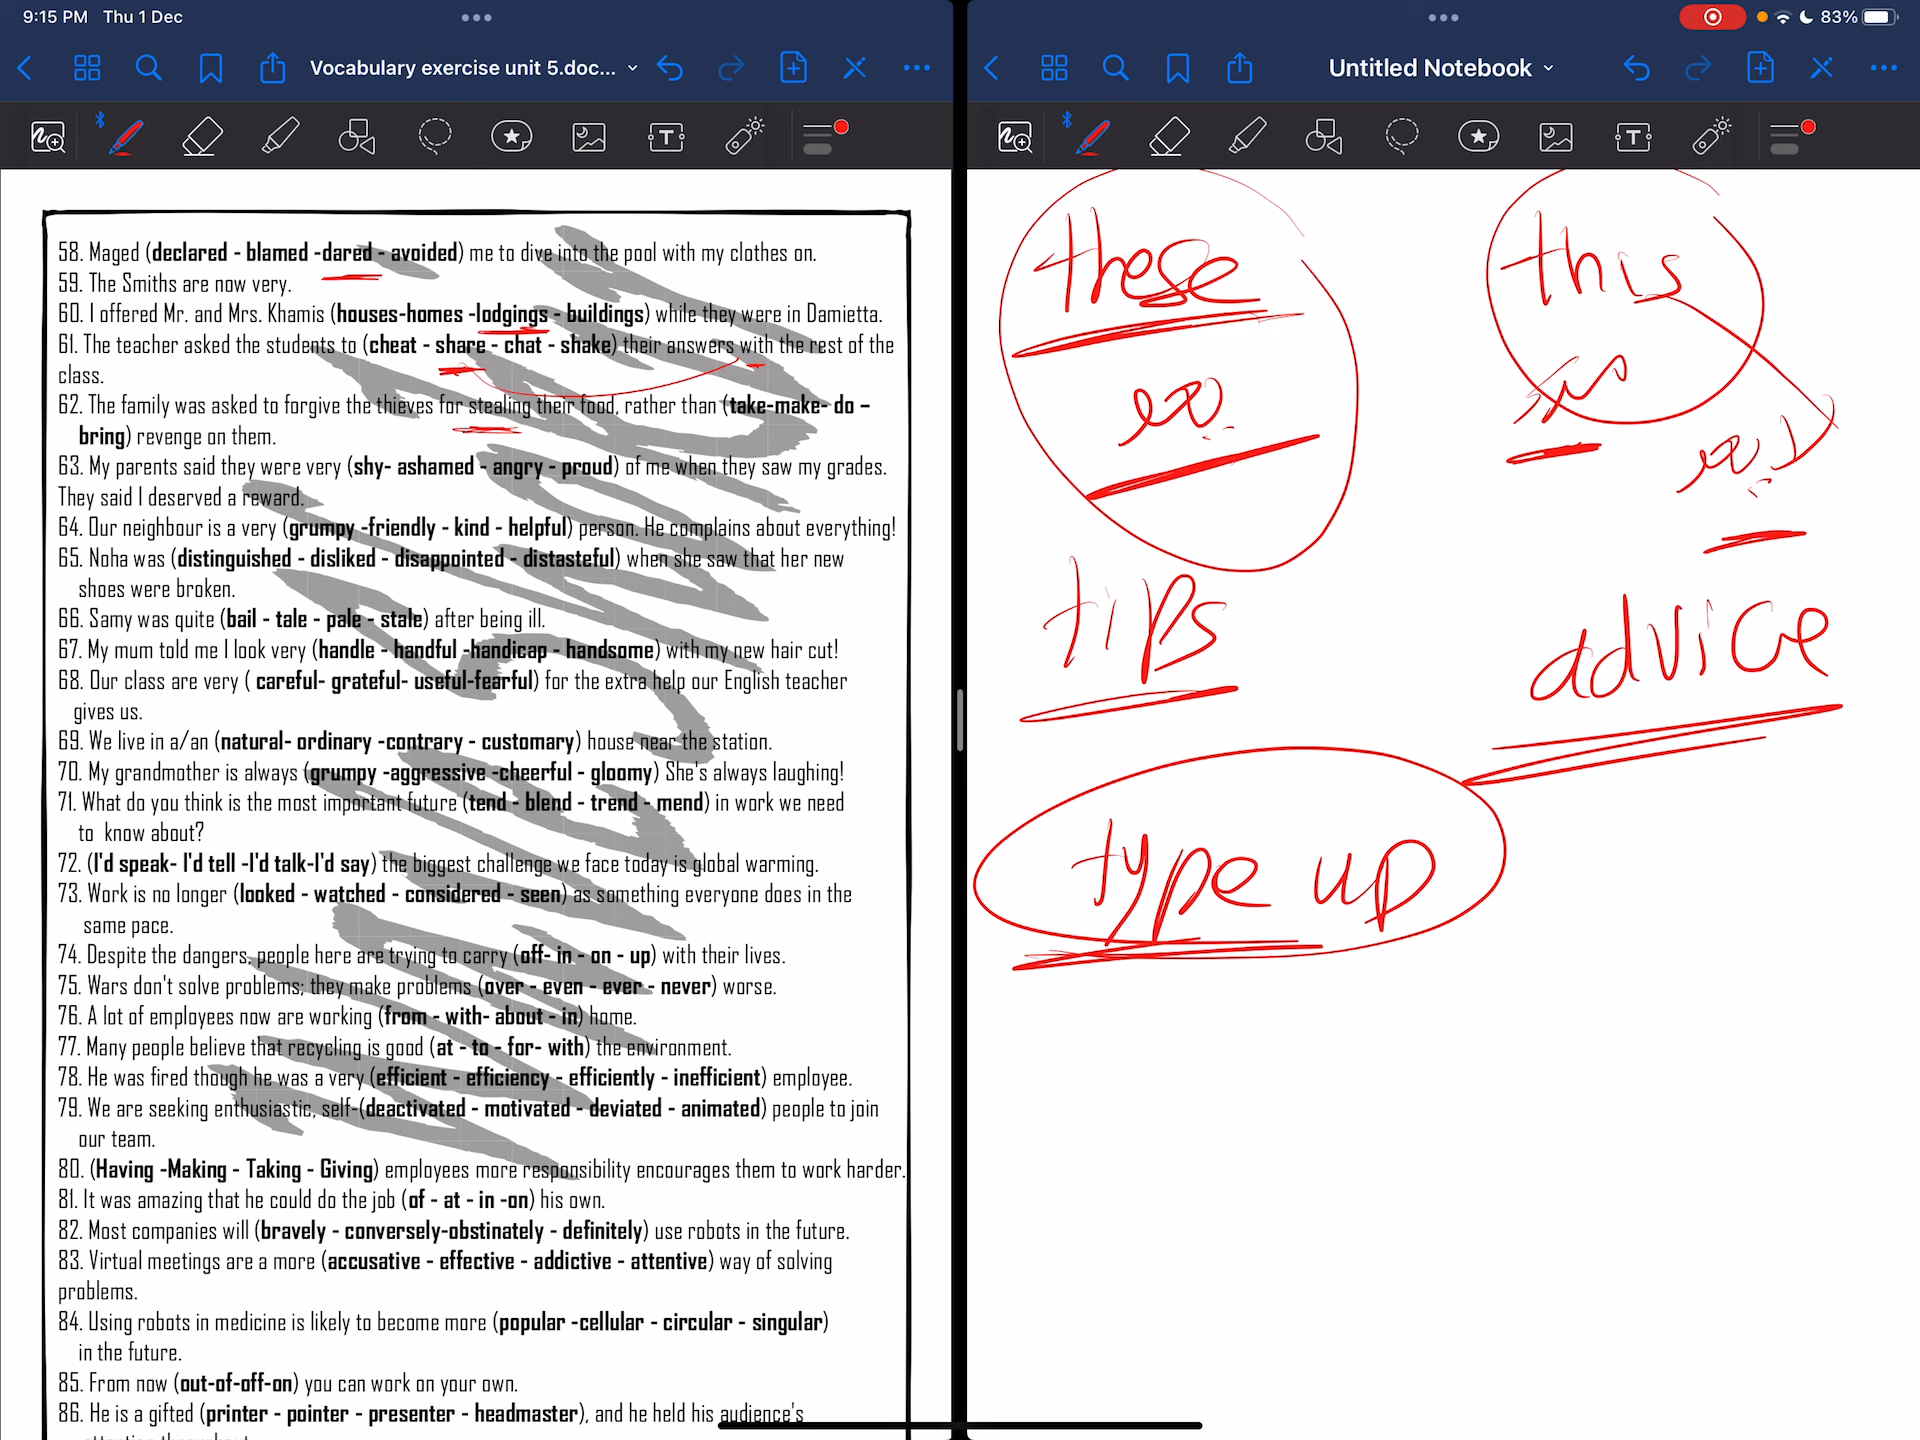 9:15 PM Thu 1 Dec
83%
Vocabulary exercise unit 5.doc...
Untitled Notebook
58. Maged (declared - blamed -dared - avoided) me to dive into the pool with my clothes on.
59. The Smiths are now very.
60. I offered Mr. and Mrs. Khamis (houses-homes -lodgings - buildings) while they were in Damietta.
61. The teacher asked the students to (cheat - share - chat - shake) their answers with the rest of the
class.
62. The family was asked to forgive the thieves for stealing their food, rather than (take-make- do –
bring) revenge on them.
63. My parents said they were very (shy- ashamed - angry - proud) of me when they saw my grades.
They said I deserved a reward.
64. Our neighbour is a very (grumpy -friendly - kind - helpful) person. He complains about everything!
65. Noha was (distinguished - disliked - disappointed - distasteful) when she saw that her new
shoes were broken.
66. Samy was quite (bail - tale - pale - stale) after being ill.
67. My mum told me I look very (handle - handful -handicap - handsome) with my new hair cut!
68. Our class are very ( careful- grateful- useful-fearful) for the extra help our English teacher
gives us.
69. We live in a/an (natural- ordinary -contrary - customary) house near the station.
70. My grandmother is always (grumpy -aggressive -cheerful - gloomy) She's always laughing!
71. What do you think is the most important future (tend - blend - trend - mend) in work we need
to know about?
72. (I'd speak- I'd tell -I'd talk-I'd say) the biggest challenge we face today is global warming.
73. Work is no longer (looked - watched - considered - seen) as something everyone does in the
same pace.
74. Despite the dangers, people here are trying to carry (off- in - on - up) with their lives.
75. Wars don't solve problems; they make problems (over - even - ever - never) worse.
76. A lot of employees now are working (from - with- about - in) home.
77. Many people believe that recycling is good (at - to - for- with) the environment.
78. He was fired though he was a very (efficient - efficiency - efficiently - inefficient) employee.
79. We are seeking enthusiastic, self-(deactivated - motivated - deviated - animated) people to join
our team.
80. (Having -Making - Taking - Giving) employees more responsibility encourages them to work harder.
81. It was amazing that he could do the job (of - at - in -on) his own.
82. Most companies will (bravely - conversely-obstinately - definitely) use robots in the future.
83. Virtual meetings are a more (accusative - effective - addictive - attentive) way of solving
problems.
84. Using robots in medicine is likely to become more (popular -cellular - circular - singular)
in the future.
85. From now (out-of-off-on) you can work on your own.
86. He is a gifted (printer - pointer - presenter - headmaster), and he held his audience's
these
this
tips
advice
type up